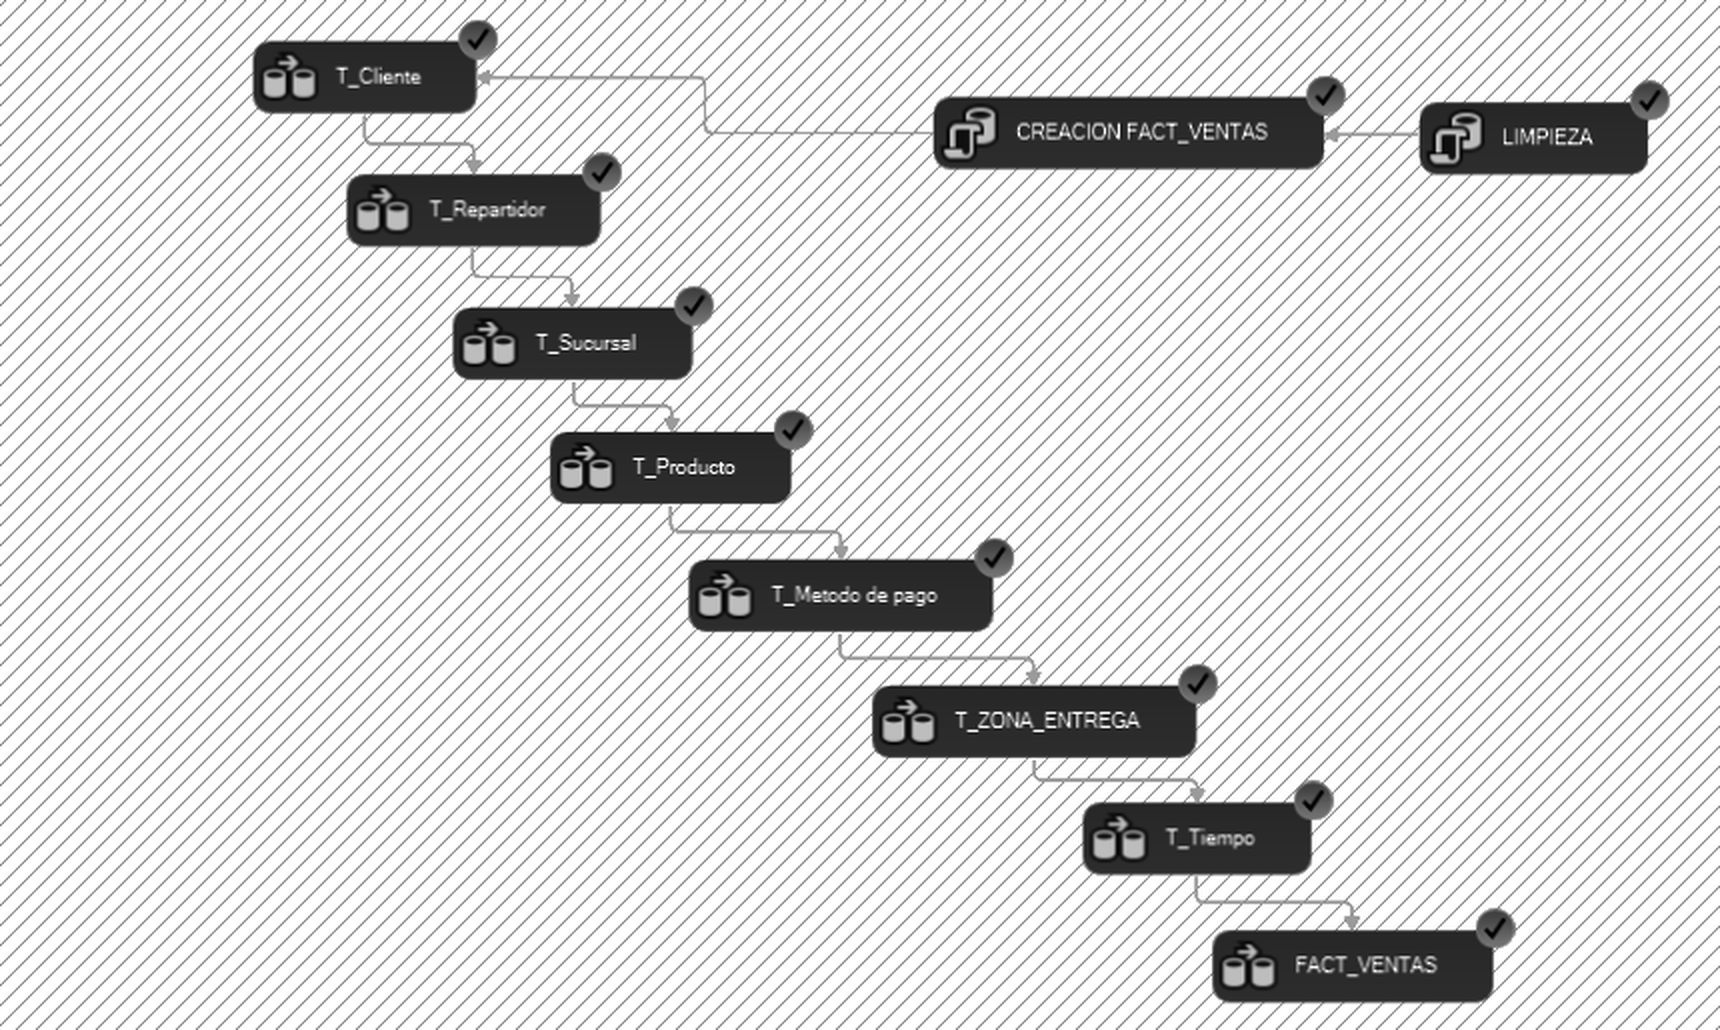 T_Cliente
CREACION FACT_VENTAS
LIMPIEZA
T_Repartidor
T_Sucursal
T_Producto
T_Metodo de pago
T_ZONA_ENTREGA
T_Tiempo
FACT_VENTAS